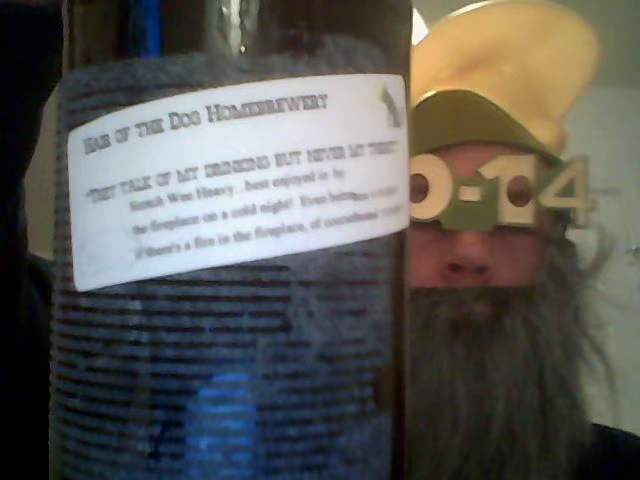 HAIR OF THE DOG HOMEBREWERY
"THEY TALK OF MY DRINKING BUT NEVER MY THIRST"
Scotch Wee Heavy...best enjoyed in by
the fireplace on a cold night! Even better
if there's a fire in the fireplace, of course
0-14